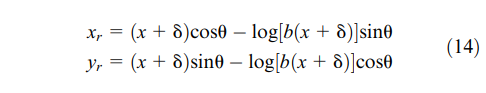 xᵣ = (x + δ)cosθ − log[b(x + δ)]sinθ
yᵣ = (x + δ)sinθ − log[b(x + δ)]cosθ
(14)